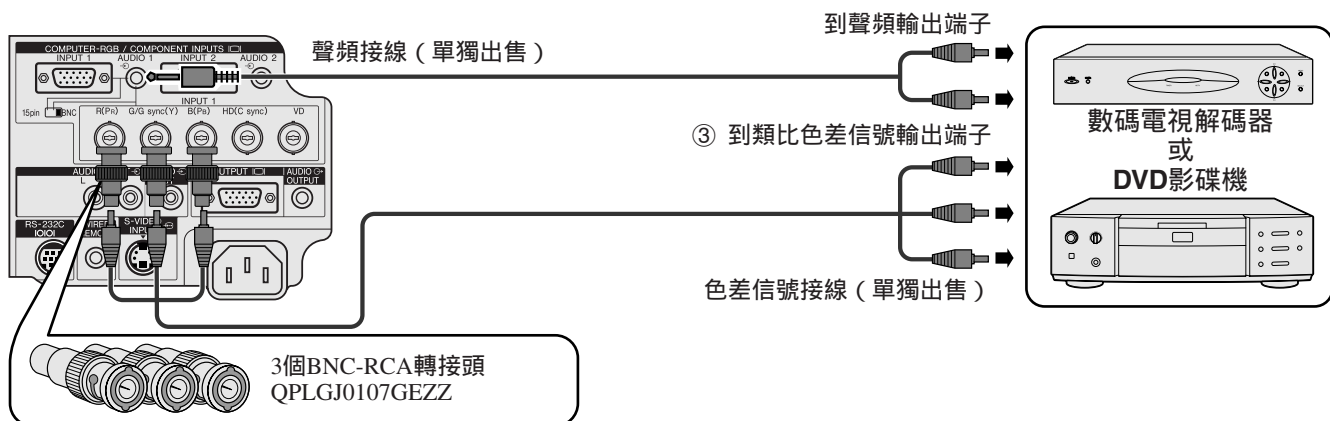 COMPUTER-RGB / COMPONENT INPUTS
INPUT 1
AUDIO 1
INPUT 2
AUDIO 2
15pin
BNC
INPUT 1
R(PR)
G/G sync(Y)
B(PB)
HD(C sync)
VD
L
OUTPUT
AUDIO
OUTPUT
RS-232C
IOIOI
S-VIDEO
INPUT
聲頻接線（單獨出售）
到聲頻輸出端子
③ 到類比色差信號輸出端子
色差信號接線（單獨出售）
數碼電視解碼器
或
DVD影碟機
3個BNC-RCA轉接頭
QPLGJ0107GEZZ